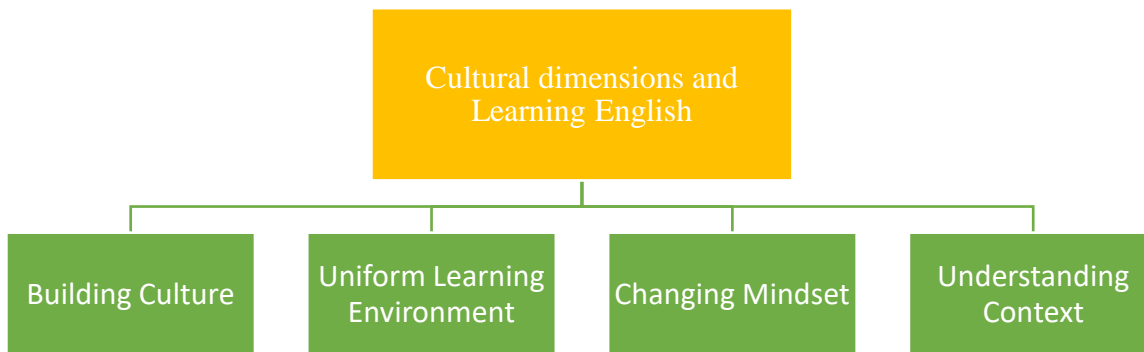 Cultural dimensions and
Learning English
Building Culture
Uniform Learning
Environment
Changing Mindset
Understanding
Context